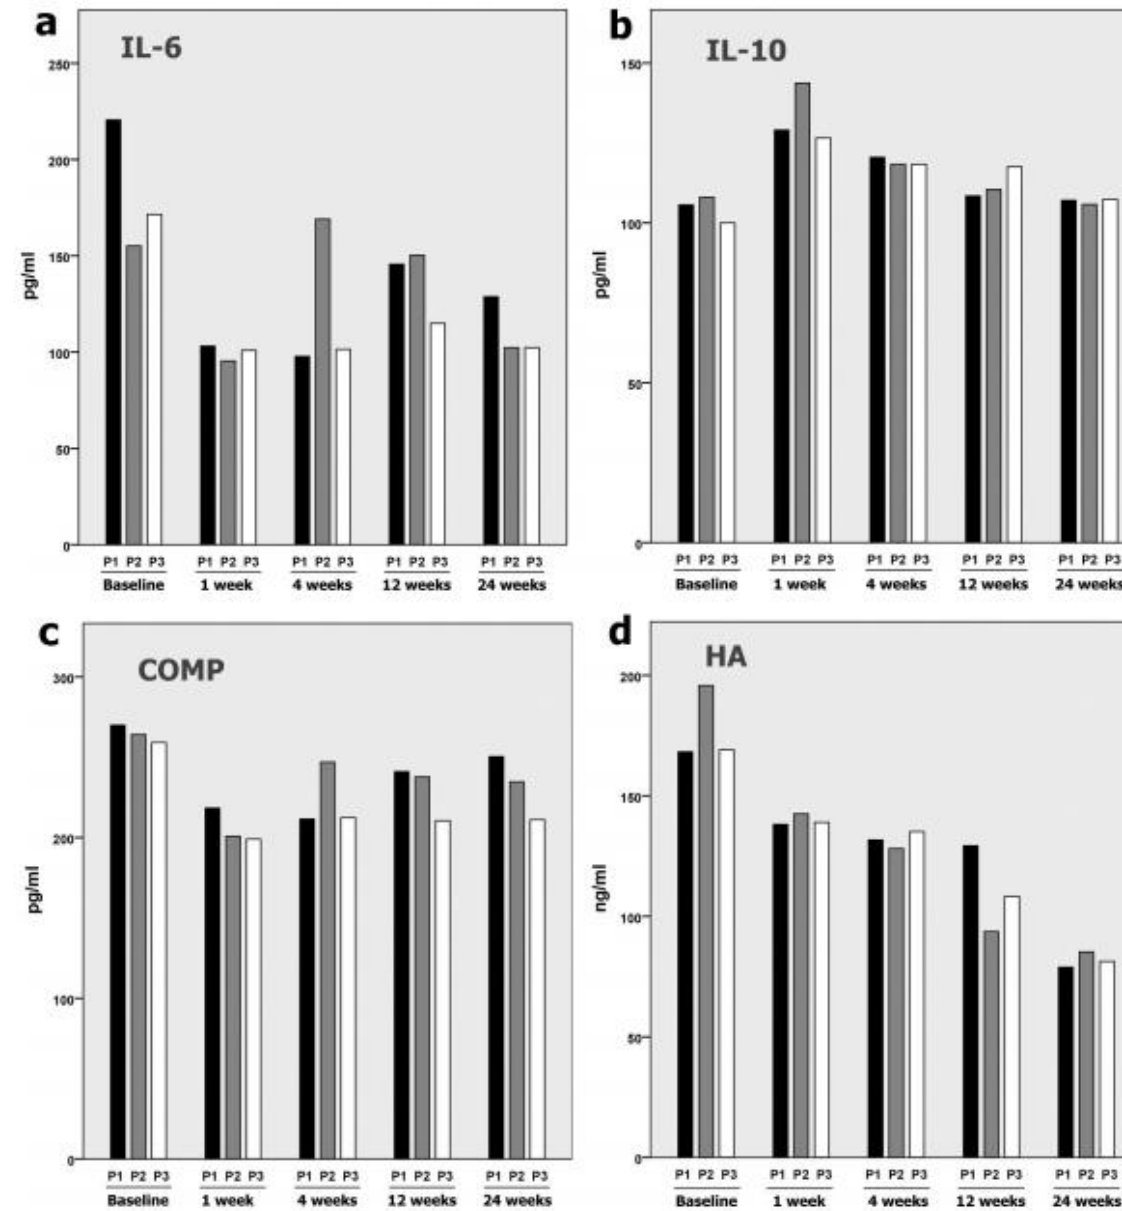 a
IL-6
250
200
150
100
50
0
pg/ml
P1 P2 P3 P1 P2 P3 P1 P2 P3 P1 P2 P3 P1 P2 P3
Baseline 1 week 4 weeks 12 weeks 24 weeks
b
IL-10
150
100
50
0
pg/ml
P1 P2 P3 P1 P2 P3 P1 P2 P3 P1 P2 P3 P1 P2 P3
Baseline 1 week 4 weeks 12 weeks 24 weeks
c
COMP
300
200
100
0
pg/ml
P1 P2 P3 P1 P2 P3 P1 P2 P3 P1 P2 P3 P1 P2 P3
Baseline 1 week 4 weeks 12 weeks 24 weeks
d
HA
200
150
100
50
0
ng/ml
P1 P2 P3 P1 P2 P3 P1 P2 P3 P1 P2 P3 P1 P2 P3
Baseline 1 week 4 weeks 12 weeks 24 weeks